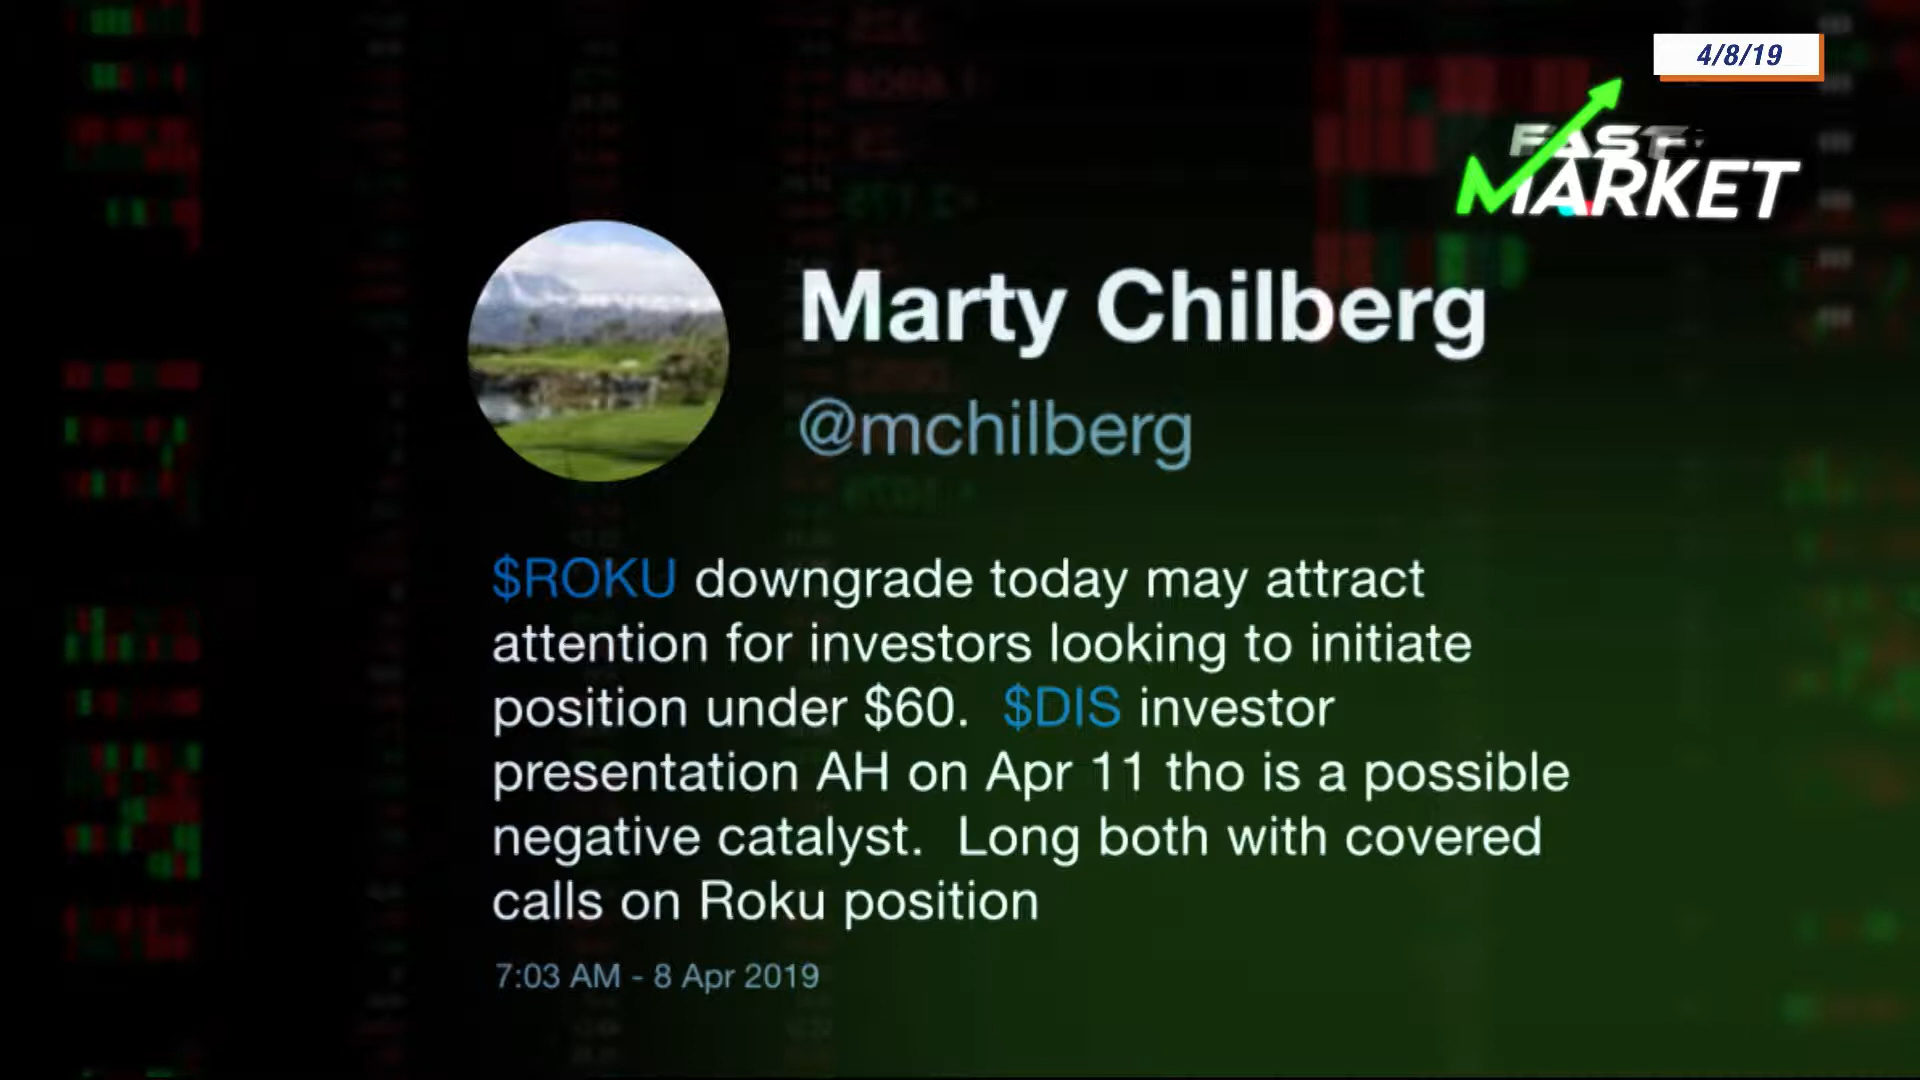 4/8/19
FAST
MARKET
Marty Chilberg
@mchilberg
$ROKU downgrade today may attract
attention for investors looking to initiate
position under $60.  $DIS investor
presentation AH on Apr 11 tho is a possible
negative catalyst.  Long both with covered
calls on Roku position
7:03 AM - 8 Apr 2019